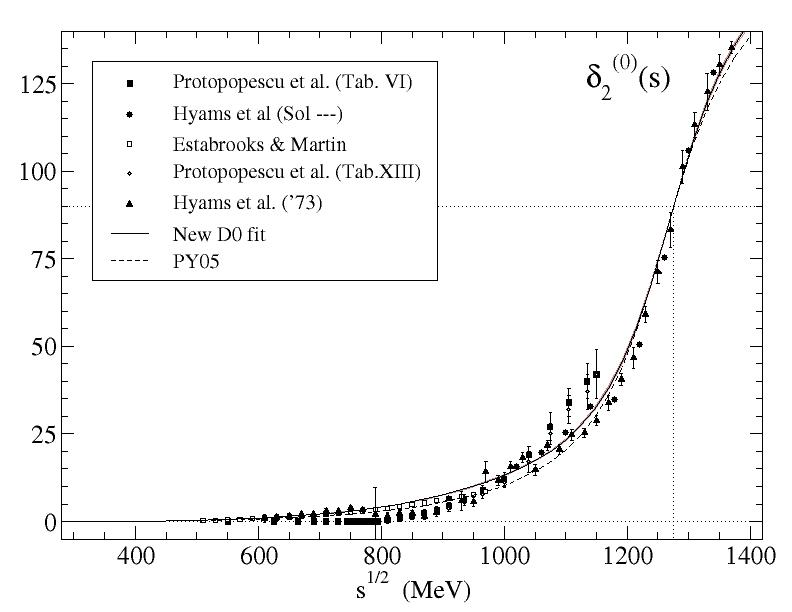 δ₂⁽⁰⁾(s)
Protopopescu et al. (Tab. VI)
Hyams et al (Sol ---)
Estabrooks & Martin
Protopopescu et al. (Tab.XIII)
Hyams et al. ('73)
New D0 fit
PY05
125
100
75
50
25
0
400 600 800 1000 1200 1400
s^1/2 (MeV)